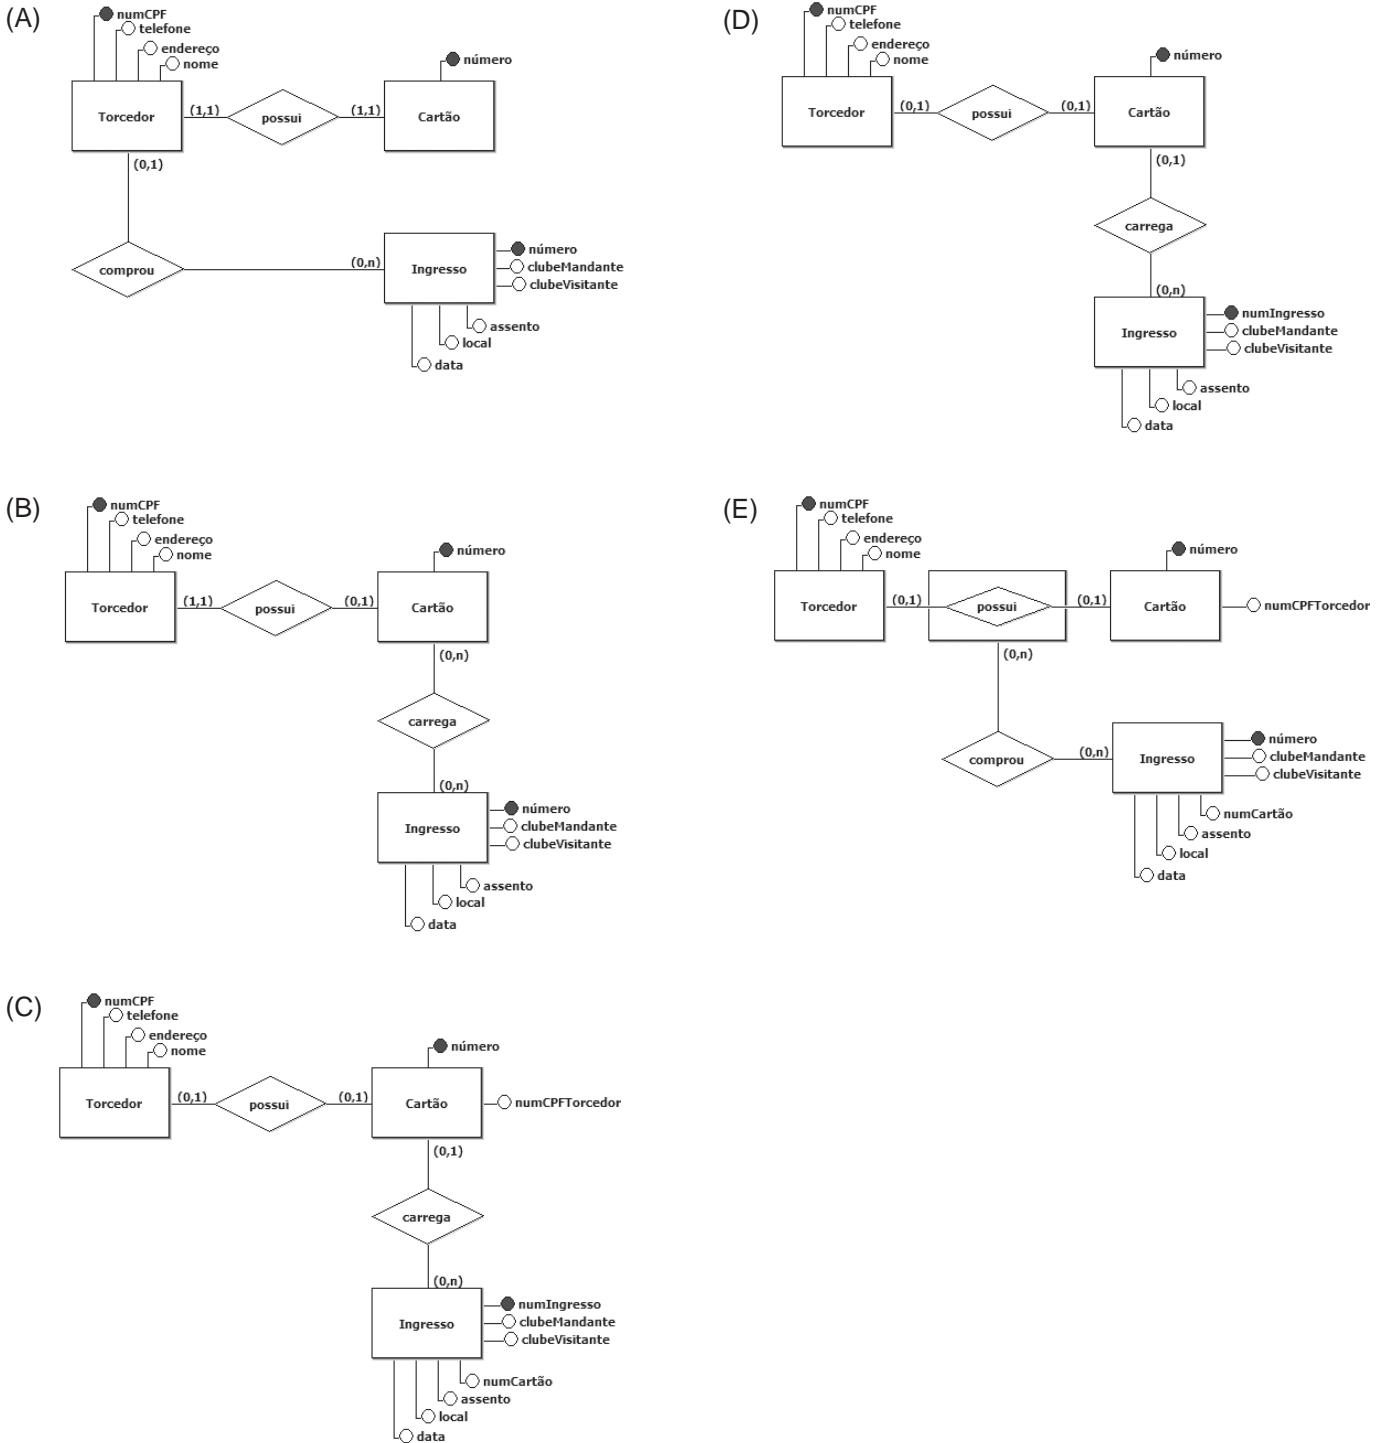 (A)
numCPF
telefone
endereço
nome
número
Torcedor
(1,1)
possui
(1,1)
Cartão
(0,1)
comprou
(0,n)
Ingresso
número
clubeMandante
clubeVisitante
assento
local
data
(B)
numCPF
telefone
endereço
nome
número
Torcedor
(1,1)
possui
(0,1)
Cartão
(0,n)
carrega
(0,n)
Ingresso
número
clubeMandante
clubeVisitante
assento
local
data
(C)
numCPF
telefone
endereço
nome
número
Torcedor
(0,1)
possui
(0,1)
Cartão
numCPFTorcedor
(0,1)
carrega
(0,n)
Ingresso
numIngresso
clubeMandante
clubeVisitante
numCartão
assento
local
data
(D)
numCPF
telefone
endereço
nome
número
Torcedor
(0,1)
possui
(0,1)
Cartão
(0,1)
carrega
(0,n)
Ingresso
numIngresso
clubeMandante
clubeVisitante
assento
local
data
(E)
numCPF
telefone
endereço
nome
número
Torcedor
(0,1)
possui
(0,1)
Cartão
numCPFTorcedor
(0,n)
comprou
(0,n)
Ingresso
número
clubeMandante
clubeVisitante
numCartão
assento
local
data